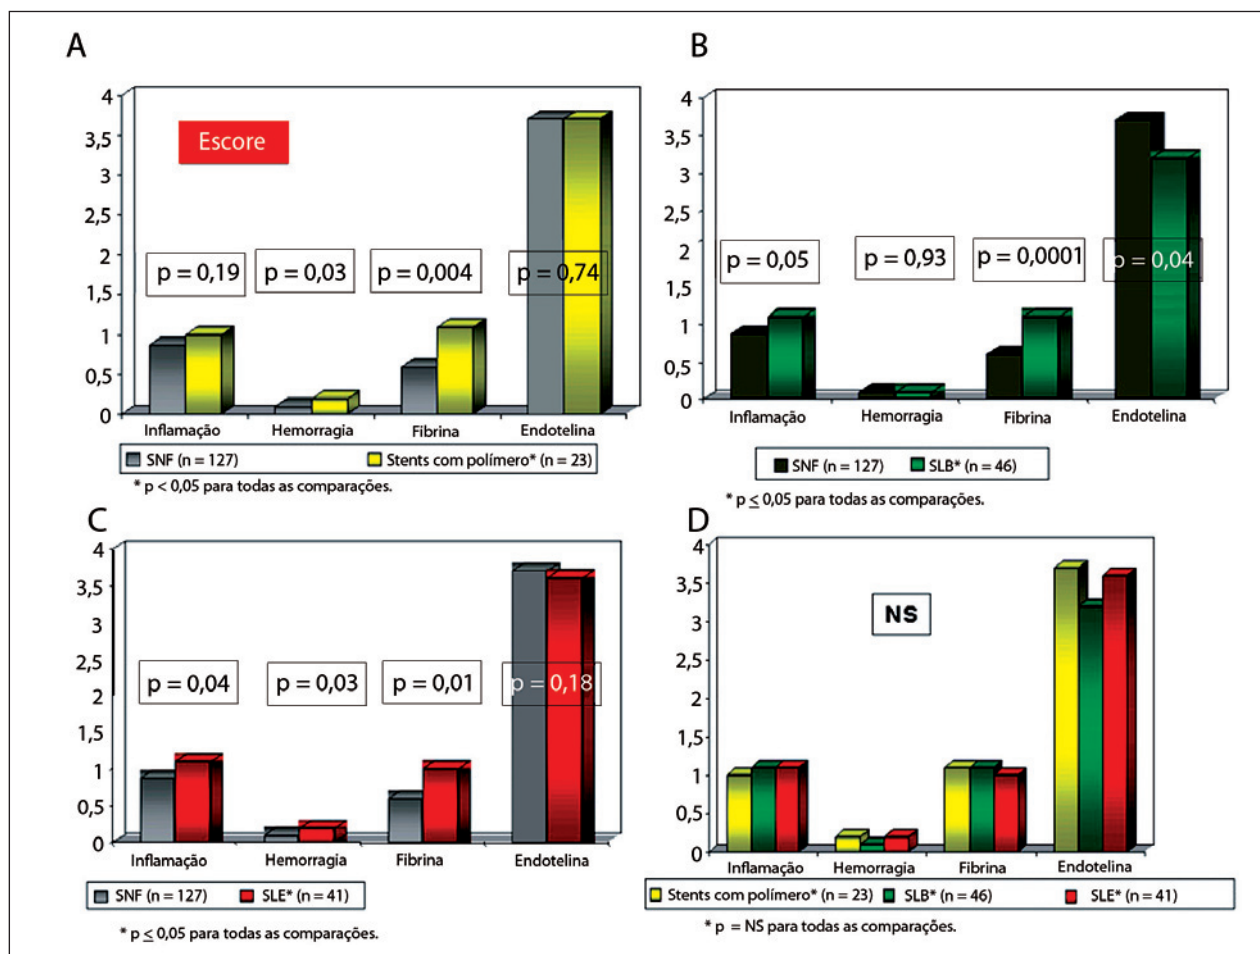 A
Escore
4
3,5
3
2,5
2
1,5
1
0,5
0
p = 0,19
p = 0,03
p = 0,004
p = 0,74
Inflamação
Hemorragia
Fibrina
Endotelina
SNF (n = 127)
Stents com polímero* (n = 23)
* p < 0,05 para todas as comparações.
B
4
3,5
3
2,5
2
1,5
1
0,5
0
p = 0,05
p = 0,93
p = 0,0001
p = 0,04
Inflamação
Hemorragia
Fibrina
Endotelina
SNF (n = 127)
SLB* (n = 46)
* p ≤ 0,05 para todas as comparações.
C
4
3,5
3
2,5
2
1,5
1
0,5
0
p = 0,04
p = 0,03
p = 0,01
p = 0,18
Inflamação
Hemorragia
Fibrina
Endotelina
SNF (n = 127)
SLE* (n = 41)
* p ≤ 0,05 para todas as comparações.
D
4
3,5
3
2,5
2
1,5
1
0,5
0
NS
Inflamação
Hemorragia
Fibrina
Endotelina
Stents com polímero* (n = 23)
SLB* (n = 46)
SLE* (n = 41)
* p = NS para todas as comparações.